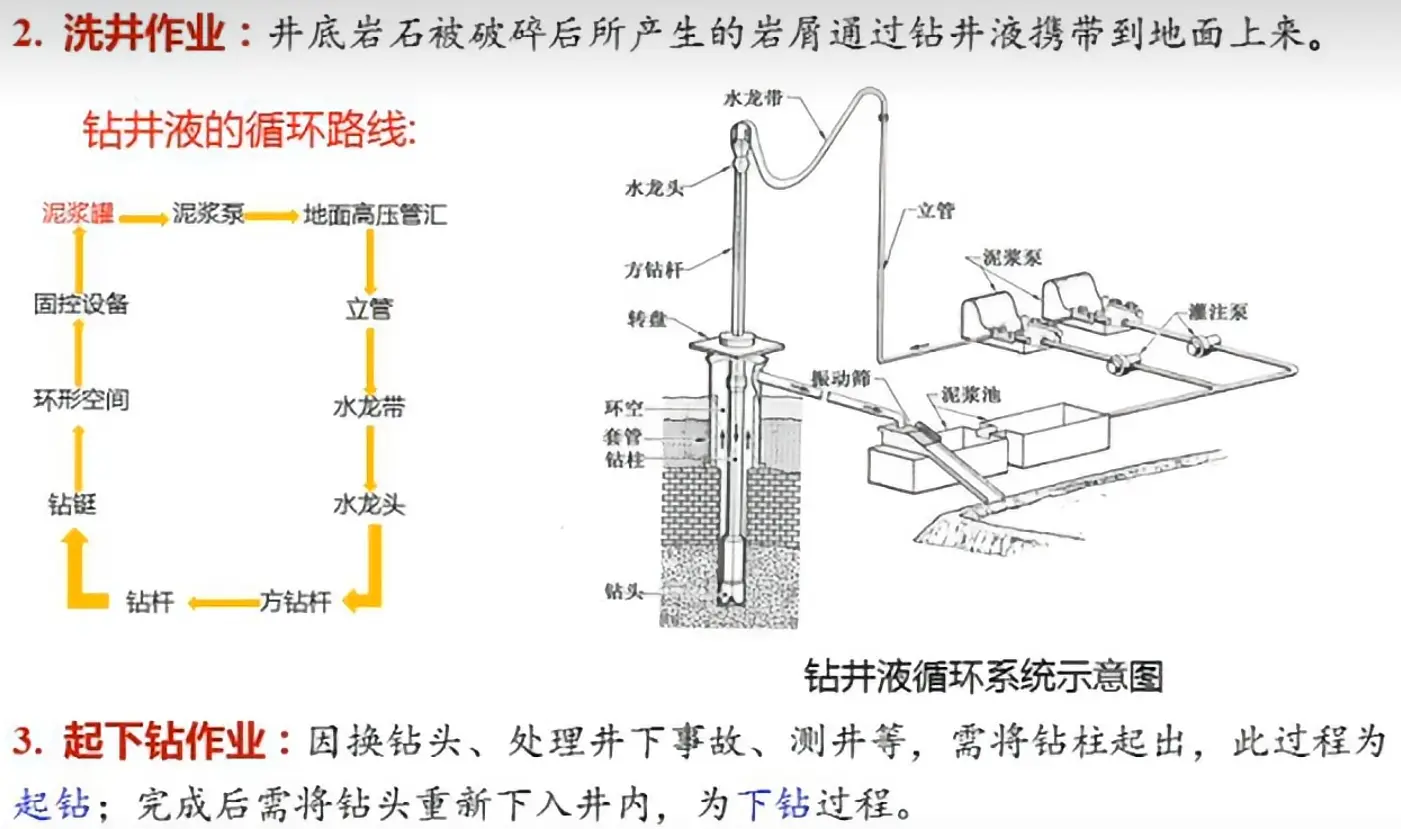 2. 洗井作业：井底岩石被破碎后所产生的岩屑通过钻井液携带到地面上来。
钻井液的循环路线:
泥浆罐 泥浆泵 地面高压管汇
固控设备 立管
环形空间 水龙带
钻铤 水龙头
钻杆 方钻杆
水龙带
水龙头
立管
方钻杆
泥浆泵
转盘
灌注泵
振动筛
泥浆池
环空
套管
钻柱
钻头
钻井液循环系统示意图
3. 起下钻作业：因换钻头、处理井下事故、测井等，需将钻柱起出，此过程为
起钻；完成后需将钻头重新下入井内，为下钻过程。